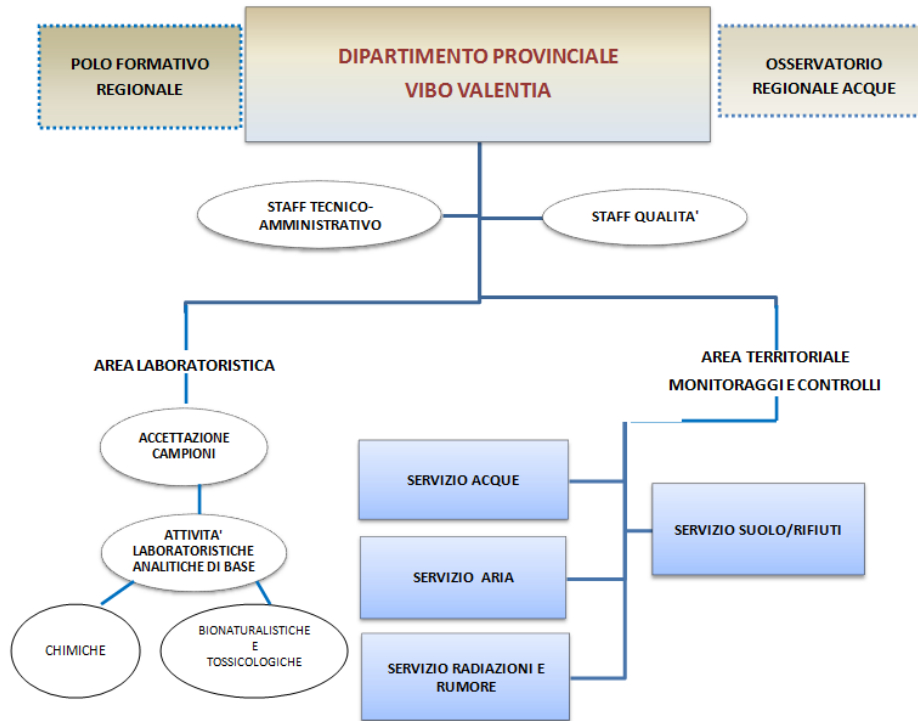 POLO FORMATIVO
REGIONALE
DIPARTIMENTO PROVINCIALE
VIBO VALENTIA
OSSERVATORIO
REGIONALE ACQUE
STAFF TECNICO-
AMMINISTRATIVO
STAFF QUALITA'
AREA LABORATORISTICA
AREA TERRITORIALE
MONITORAGGI E CONTROLLI
ACCETTAZIONE
CAMPIONI
ATTIVITA'
LABORATORISTICHE
ANALITICHE DI BASE
CHIMICHE
BIONATURALISTICHE
E
TOSSICOLOGICHE
SERVIZIO ACQUE
SERVIZIO SUOLO/RIFIUTI
SERVIZIO ARIA
SERVIZIO RADIAZIONI E
RUMORE